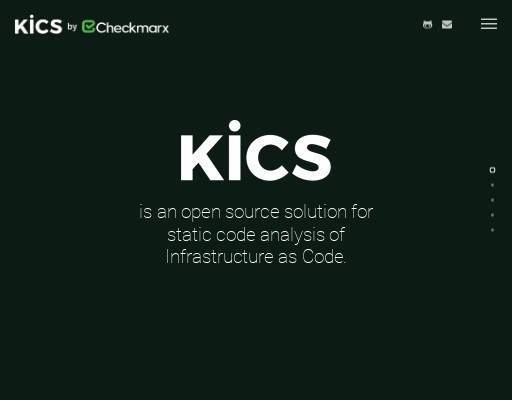 KiCS by Checkmarx
KiCS
is an open source solution for
static code analysis of
Infrastructure as Code.